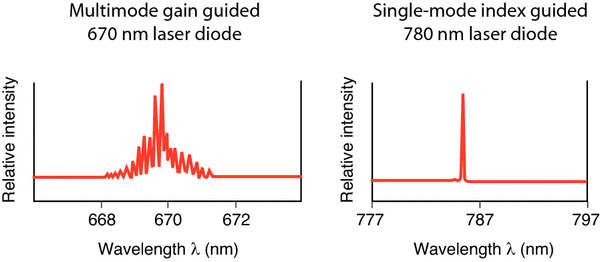 Multimode gain guided
670 nm laser diode
Relative intensity
668 670 672
Wavelength λ (nm)
Single-mode index guided
780 nm laser diode
Relative intensity
777 787 797
Wavelength λ (nm)